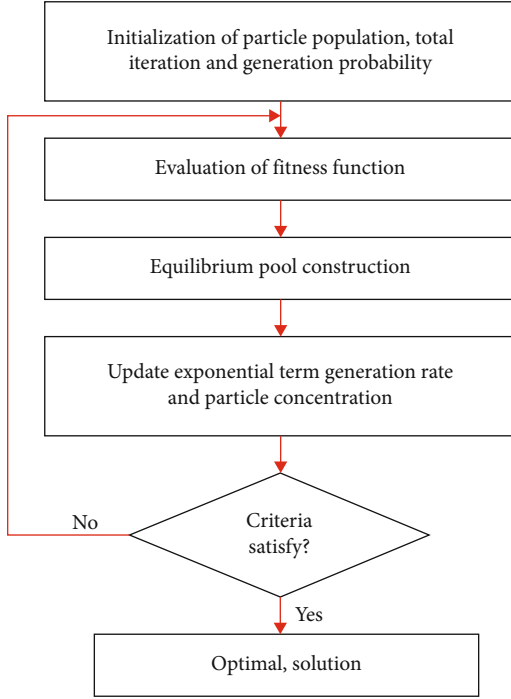 Initialization of particle population, total
iteration and generation probability
Evaluation of fitness function
Equilibrium pool construction
Update exponential term generation rate
and particle concentration
Criteria
satisfy?
No
Yes
Optimal, solution